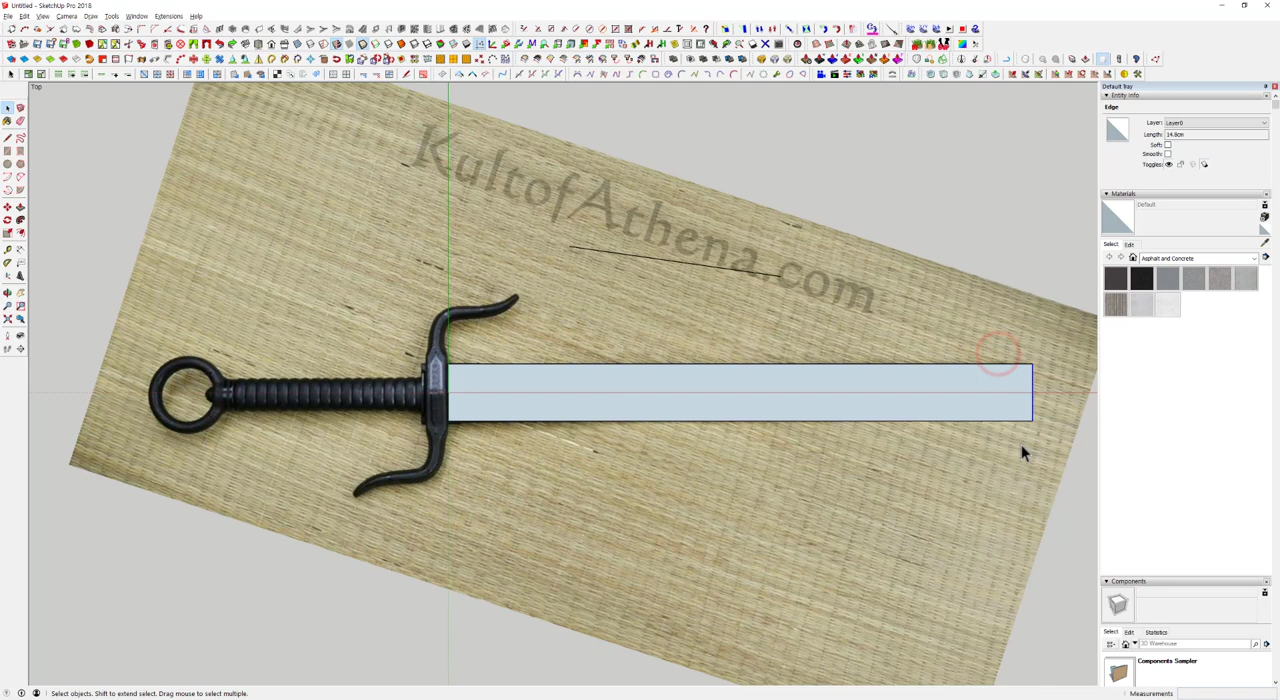 Untitled - SketchUp Pro 2018
File Edit View Camera Draw Tools Window Extensions Help
Top
KultofAthena.com
Default Tray
Entity Info
Edge
Layer: Layer0
Length: 14.8cm
Soft:
Smooth:
Toggles:
Materials
Default
Select Edit
Asphalt and Concrete
Components
Select Edit Statistics
3D Warehouse
Components Sampler
Select objects. Shift to extend select. Drag mouse to select multiple.
Measurements